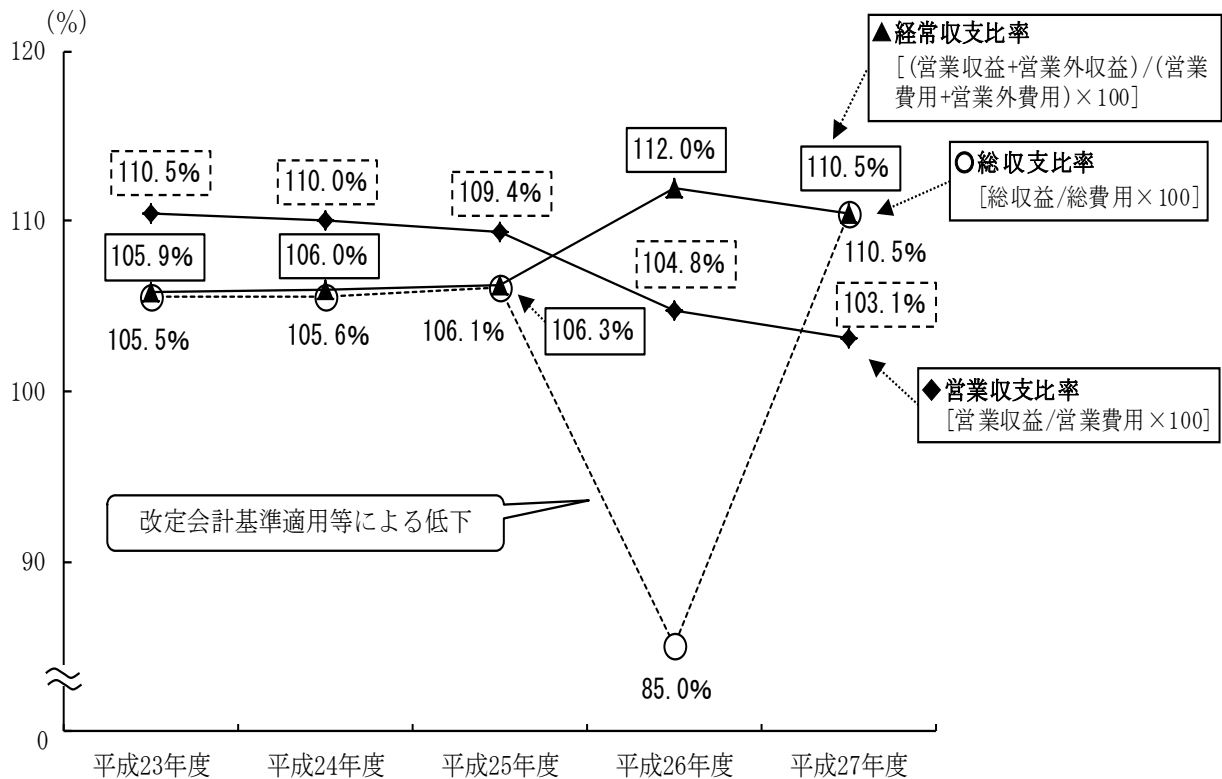 (%)
120
110
100
90
0
▲経常収支比率
[(営業収益+営業外収益)/(営業
費用+営業外費用)×100]
○総収支比率
[総収益/総費用×100]
◆営業収支比率
[営業収益/営業費用×100]
110.5%
110.0%
109.4%
112.0%
110.5%
105.9%
106.0%
104.8%
110.5%
105.5%
105.6%
106.1%
106.3%
103.1%
改定会計基準適用等による低下
85.0%
平成23年度
平成24年度
平成25年度
平成26年度
平成27年度